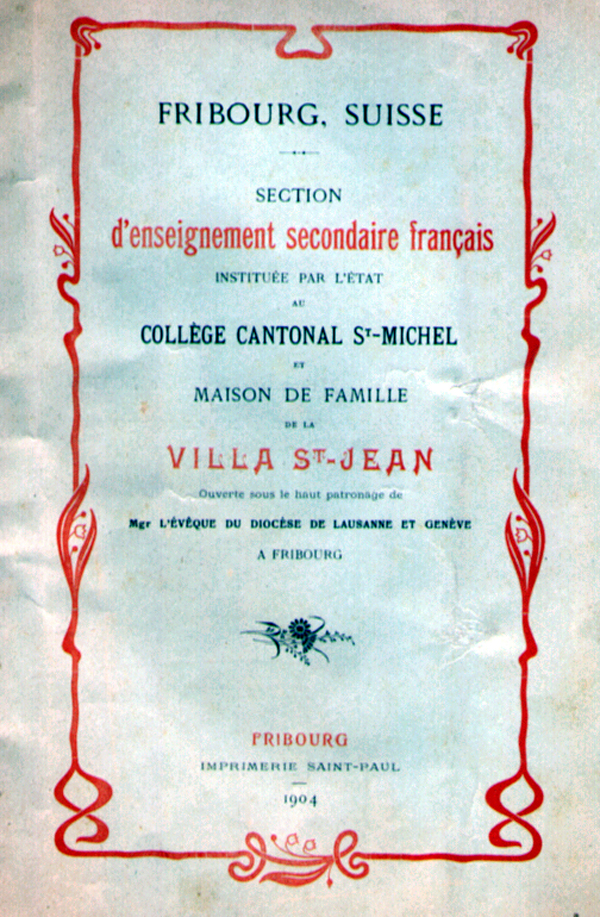 FRIBOURG, SUISSE
SECTION
d'enseignement secondaire français
INSTITUÉE PAR L'ÉTAT
AU
COLLÈGE CANTONAL ST-MICHEL
ET
MAISON DE FAMILLE
DE LA
VILLA ST-JEAN
Ouverte sous le haut patronage de
Mgr L'ÉVÊQUE DU DIOCÈSE DE LAUSANNE ET GENÈVE
A FRIBOURG
FRIBOURG
IMPRIMERIE SAINT-PAUL
1904